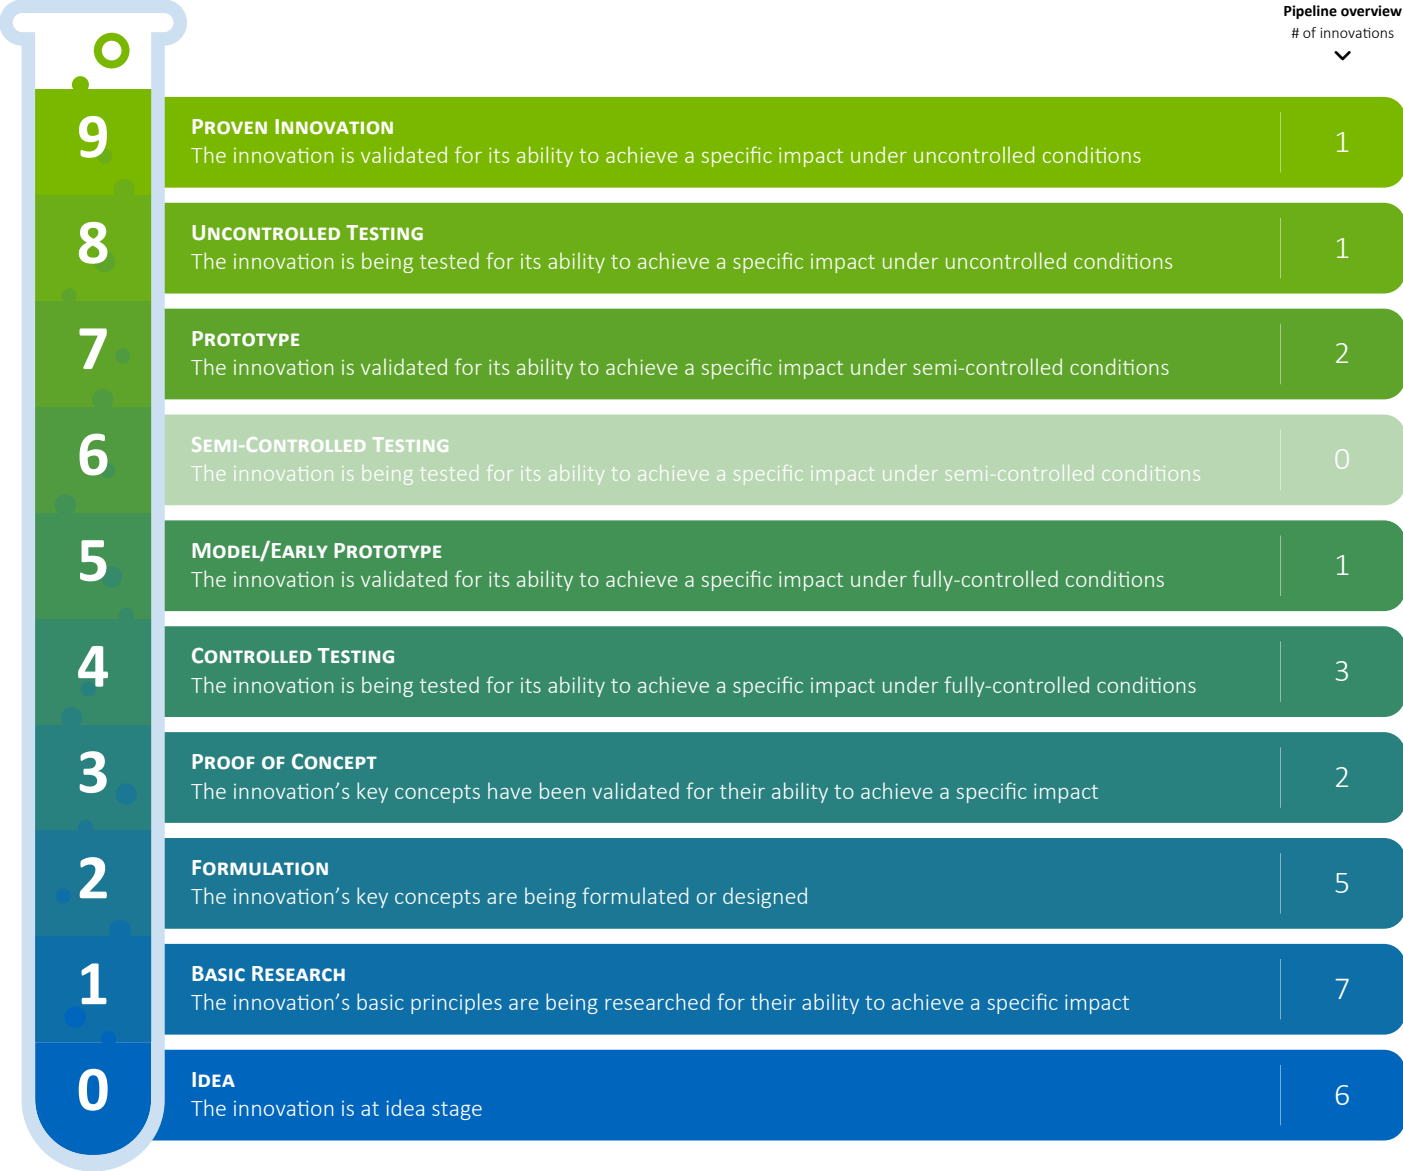 Pipeline overview
# of innovations
9
PROVEN INNOVATION
The innovation is validated for its ability to achieve a specific impact under uncontrolled conditions
1
8
UNCONTROLLED TESTING
The innovation is being tested for its ability to achieve a specific impact under uncontrolled conditions
1
7
PROTOTYPE
The innovation is validated for its ability to achieve a specific impact under semi-controlled conditions
2
6
SEMI-CONTROLLED TESTING
The innovation is being tested for its ability to achieve a specific impact under semi-controlled conditions
0
5
MODEL/EARLY PROTOTYPE
The innovation is validated for its ability to achieve a specific impact under fully-controlled conditions
1
4
CONTROLLED TESTING
The innovation is being tested for its ability to achieve a specific impact under fully-controlled conditions
3
3
PROOF OF CONCEPT
The innovation’s key concepts have been validated for their ability to achieve a specific impact
2
2
FORMULATION
The innovation’s key concepts are being formulated or designed
5
1
BASIC RESEARCH
The innovation’s basic principles are being researched for their ability to achieve a specific impact
7
0
IDEA
The innovation is at idea stage
6